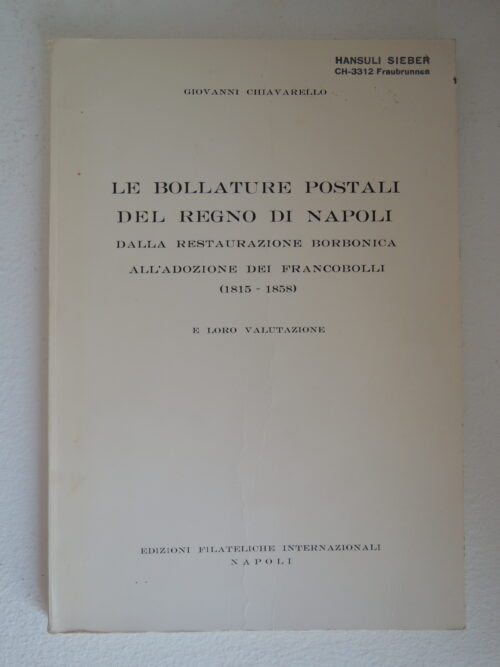 HANSULI SIEBER
CH-3312 Fraubrunnen
GIOVANNI CHIAVARELLO
LE BOLLATURE POSTALI
DEL REGNO DI NAPOLI
DALLA RESTAURAZIONE BORBONICA
ALL'ADOZIONE DEI FRANCOBOLLI
(1815 - 1858)
E LORO VALUTAZIONE
EDIZIONI FILATELICHE INTERNAZIONALI
NAPOLI